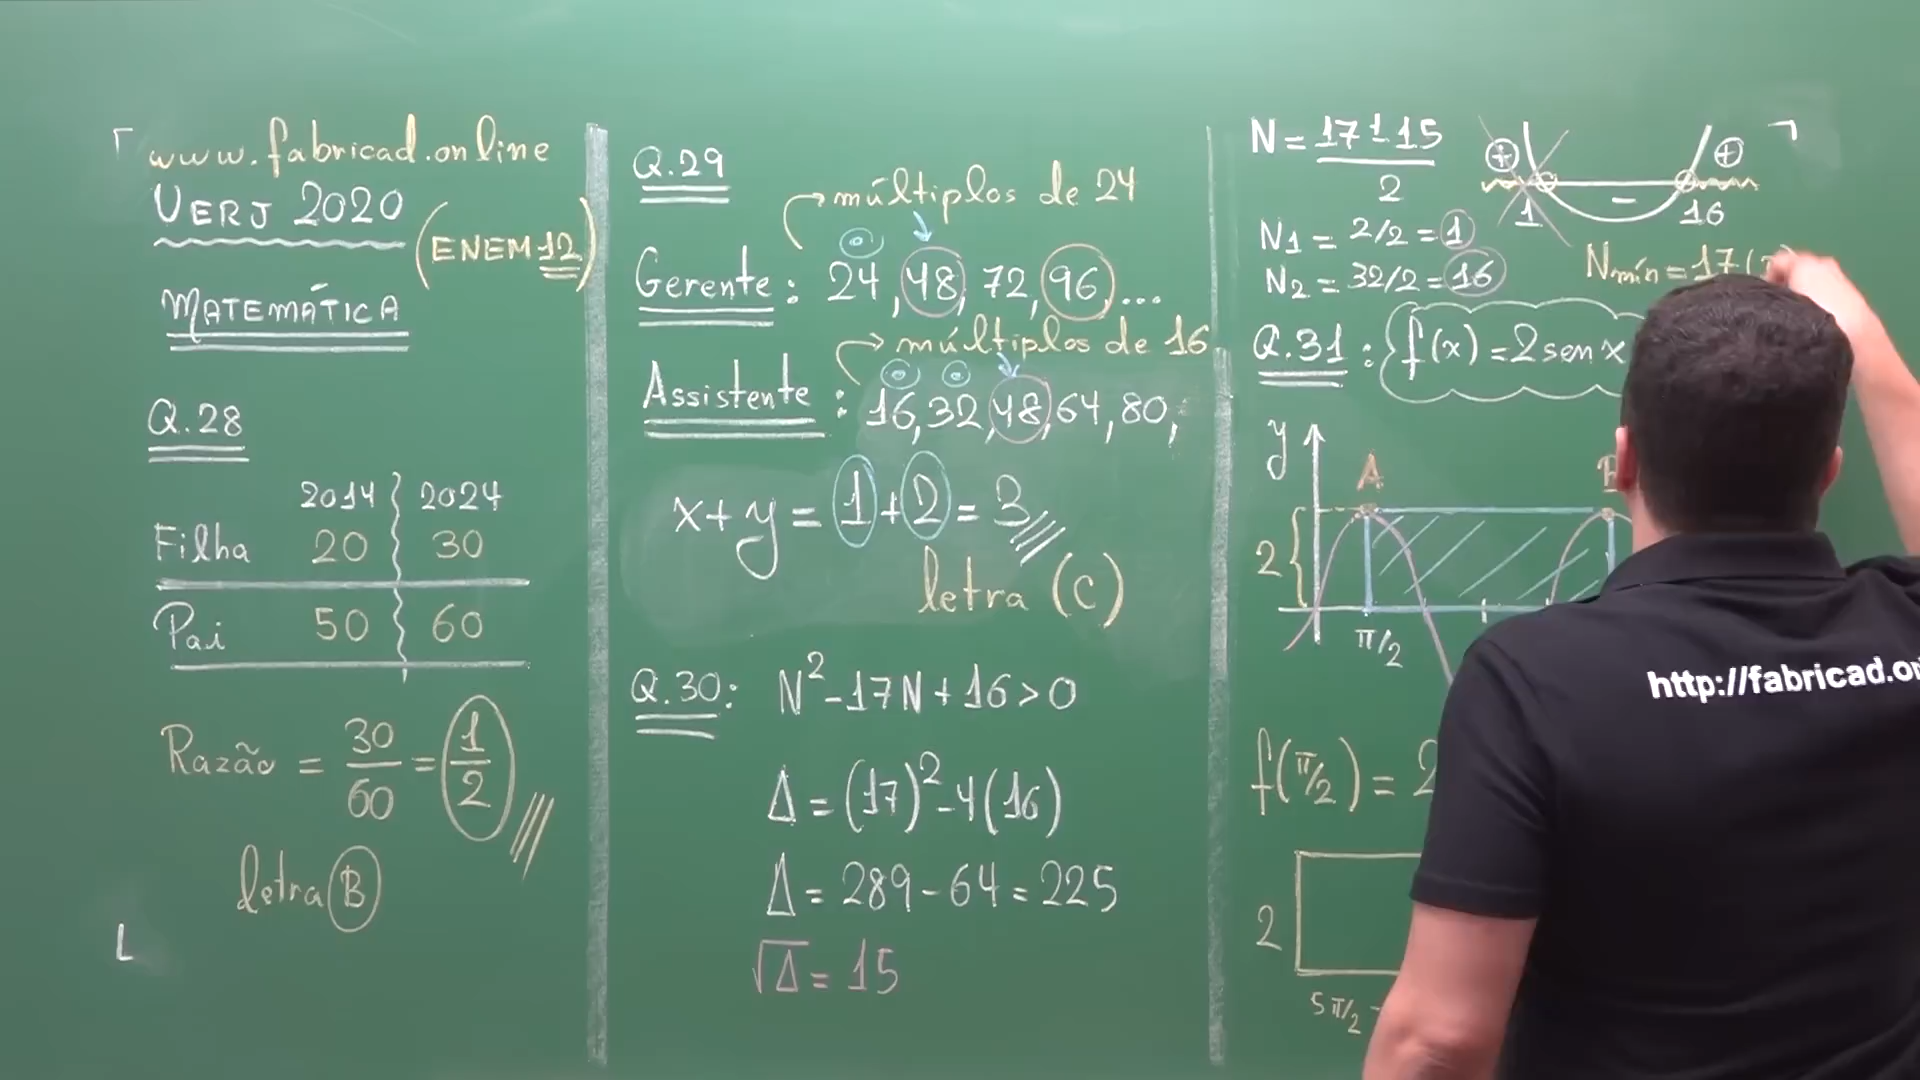 www.fabricad.online
UERJ 2020
(ENEM 12)
MATEMÁTICA
Q.28
2014 2024
Filha 20 30
Pai 50 60
Razão = 30/60 = 1/2
letra B
Q.29
múltiplos de 24
Gerente: 24, 48, 72, 96, ...
múltiplos de 16
Assistente: 16, 32, 48, 64, 80,
x + y = 1 + 2 = 3
letra (C)
Q.30: N² - 17N + 16 > 0
Δ = (17)² - 4(16)
Δ = 289 - 64 = 225
√Δ = 15
N = 17 ± 15 / 2
N1 = 2/2 = 1
N2 = 32/2 = 16
+ - +
1 16
Nmín = 17
Q.31: f(x) = 2 sen x
y
A
2
π/2
f(π/2) = 2
2
5π/2 -
http://fabricad.o